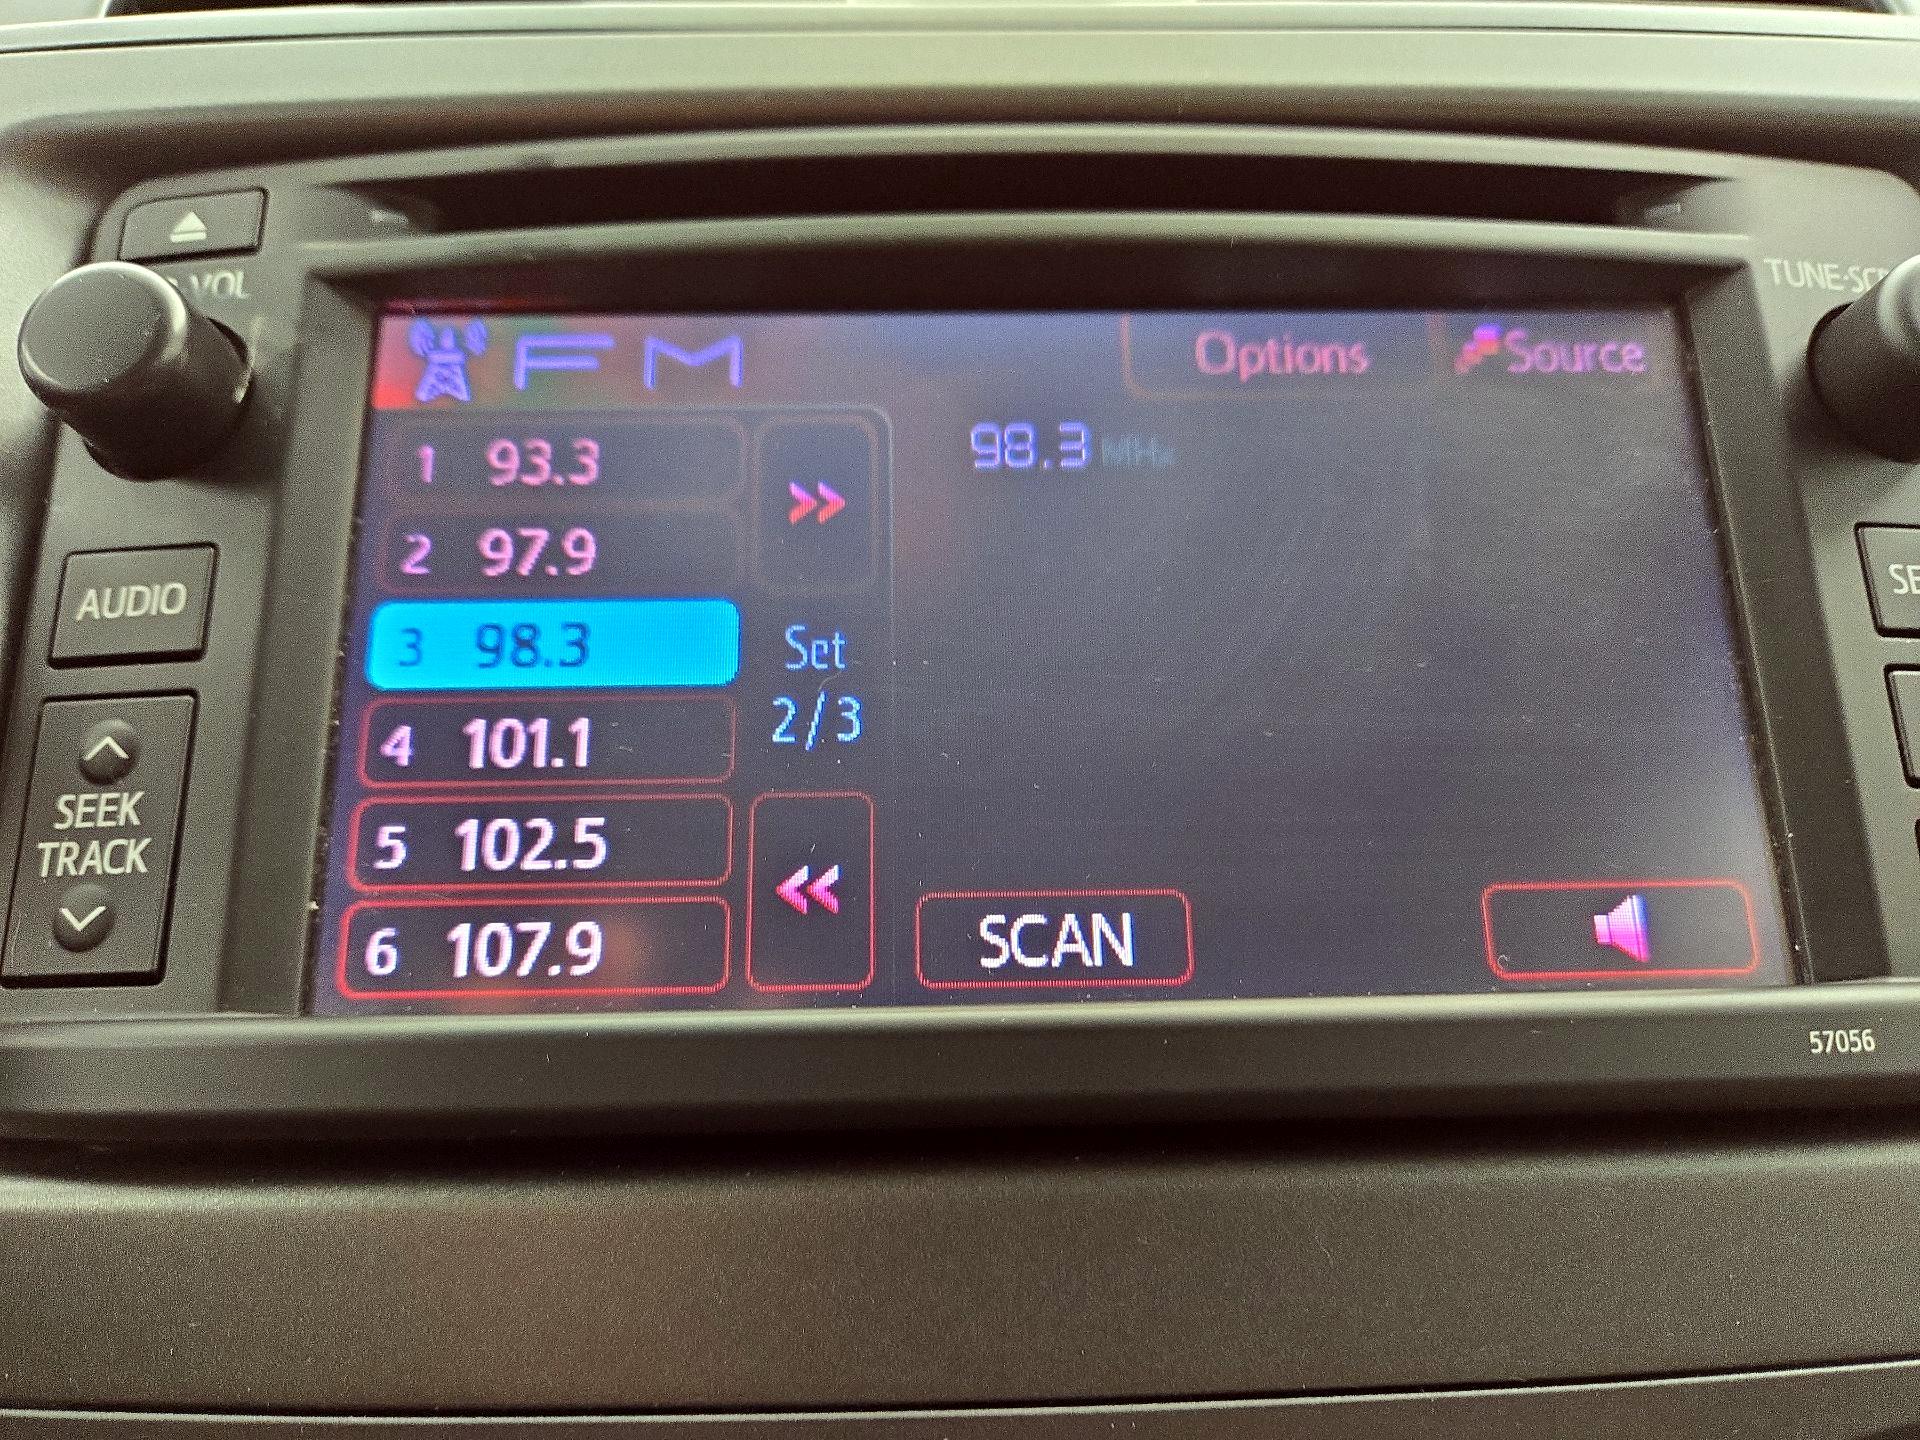 VOL
TUNE·SC
FM
Options
Source
1 93.3
98.3 MHz
2 97.9
3 98.3
Set
2/3
4 101.1
5 102.5
6 107.9
SCAN
AUDIO
SEEK
TRACK
SE
57056